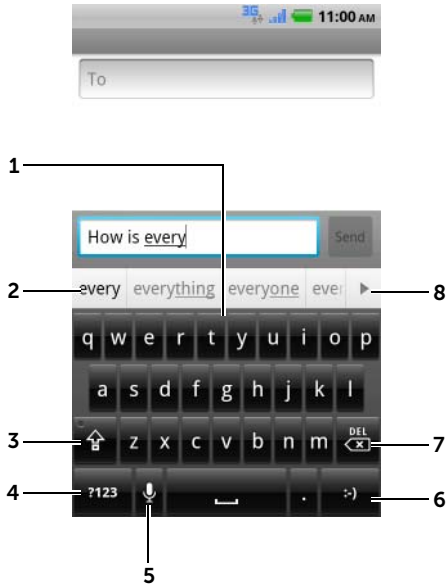 3G 11:00 AM
To
1
How is every Send
2 every everything everyone ever 8
q w e r t y u i o p
a s d f g h j k l
3 z x c v b n m DEL 7
4 ?123 . :-) 6
5